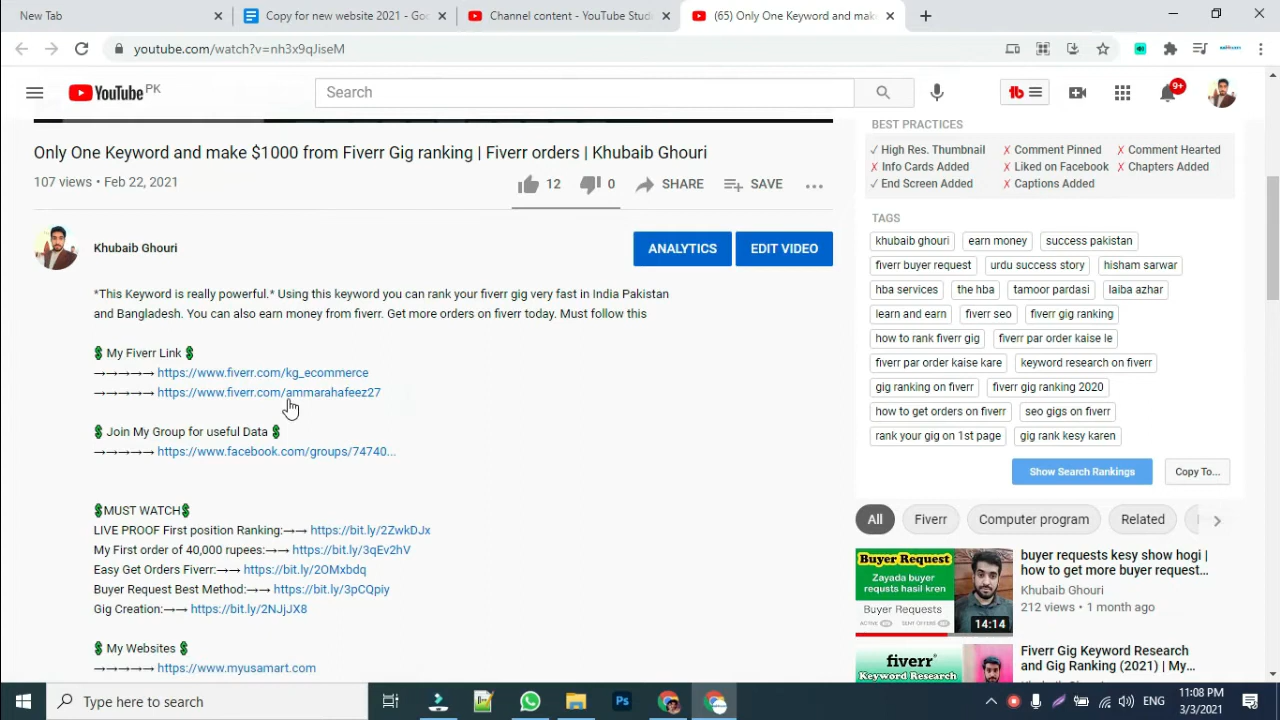 New Tab
Copy for new website 2021 - Go
Channel content - YouTube Stud
(65) Only One Keyword and mak
youtube.com/watch?v=nh3x9qJiseM
YouTube PK
Search
9+
Only One Keyword and make $1000 from Fiverr Gig ranking | Fiverr orders | Khubaib Ghouri
107 views • Feb 22, 2021
12
0
SHARE
SAVE
Khubaib Ghouri
ANALYTICS
EDIT VIDEO
*This Keyword is really powerful.* Using this keyword you can rank your fiverr gig very fast in India Pakistan
and Bangladesh. You can also earn money from fiverr. Get more orders on fiverr today. Must follow this
💲 My Fiverr Link 💲
→→→→→ https://www.fiverr.com/kg_ecommerce
→→→→→ https://www.fiverr.com/ammarahafeez27
💲 Join My Group for useful Data 💲
→→→→→ https://www.facebook.com/groups/74740...
💲MUST WATCH💲
LIVE PROOF First position Ranking:→→ https://bit.ly/2ZwkDJx
My First order of 40,000 rupees:→→ https://bit.ly/3qEv2hV
Easy Get Orders Fast:→→ https://bit.ly/2OMxbdq
Buyer Request Best Method:→→ https://bit.ly/3pCQpiy
Gig Creation:→→ https://bit.ly/2NJjJX8
💲 My Websites 💲
→→→→→ https://www.myusamart.com
BEST PRACTICES
✓ High Res. Thumbnail ✗ Comment Pinned ✗ Comment Hearted
✗ Info Cards Added ✗ Liked on Facebook ✗ Chapters Added
✓ End Screen Added ✗ Captions Added
TAGS
khubaib ghouri earn money success pakistan
fiverr buyer request urdu success story hisham sarwar
hba services the hba tamoor pardasi laiba azhar
learn and earn fiverr seo fiverr gig ranking
how to rank fiverr gig fiverr par order kaise le
fiverr par order kaise kare keyword research on fiverr
gig ranking on fiverr fiverr gig ranking 2020
how to get orders on fiverr seo gigs on fiverr
rank your gig on 1st page gig rank kesy karen
Show Search Rankings
Copy To...
All
Fiverr
Computer program
Related
Buyer Request
Zayada buyer
requsts hasil kren
Buyer Requests
14:14
buyer requests kesy show hogi |
how to get more buyer request...
Khubaib Ghouri
212 views • 1 month ago
fiverr
Keyword Research
Fiverr Gig Keyword Research
and Gig Ranking (2021) | My...
Type here to search
Ps
ENG
11:08 PM
3/3/2021